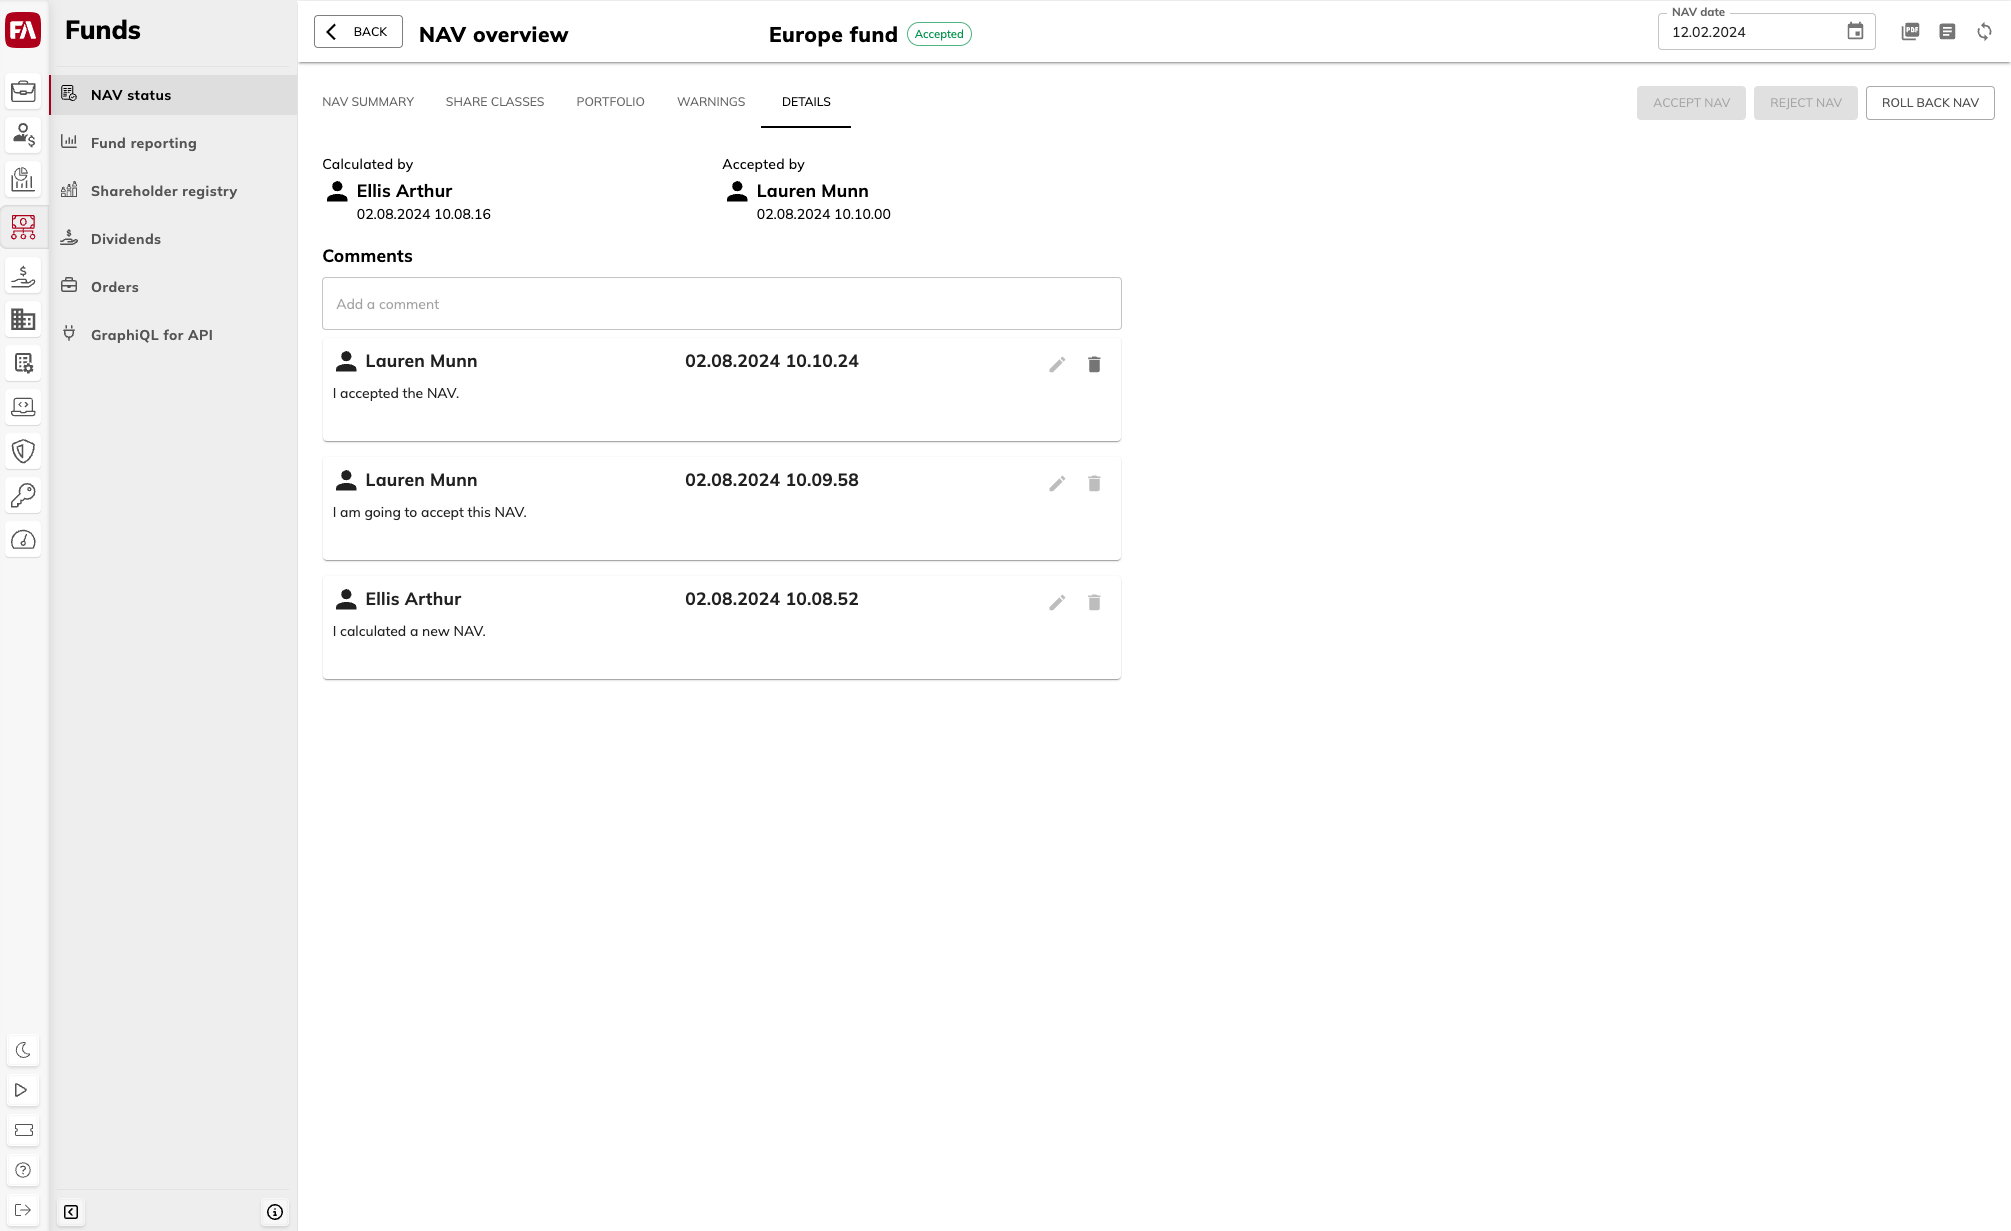 FA
Funds
BACK
NAV overview
Europe fund
Accepted
NAV date
12.02.2024
PDF
NAV status
Fund reporting
Shareholder registry
Dividends
Orders
GraphiQL for API
NAV SUMMARY
SHARE CLASSES
PORTFOLIO
WARNINGS
DETAILS
ACCEPT NAV
REJECT NAV
ROLL BACK NAV
Calculated by
Ellis Arthur
02.08.2024 10.08.16
Accepted by
Lauren Munn
02.08.2024 10.10.00
Comments
Add a comment
Lauren Munn
02.08.2024 10.10.24
I accepted the NAV.
Lauren Munn
02.08.2024 10.09.58
I am going to accept this NAV.
Ellis Arthur
02.08.2024 10.08.52
I calculated a new NAV.